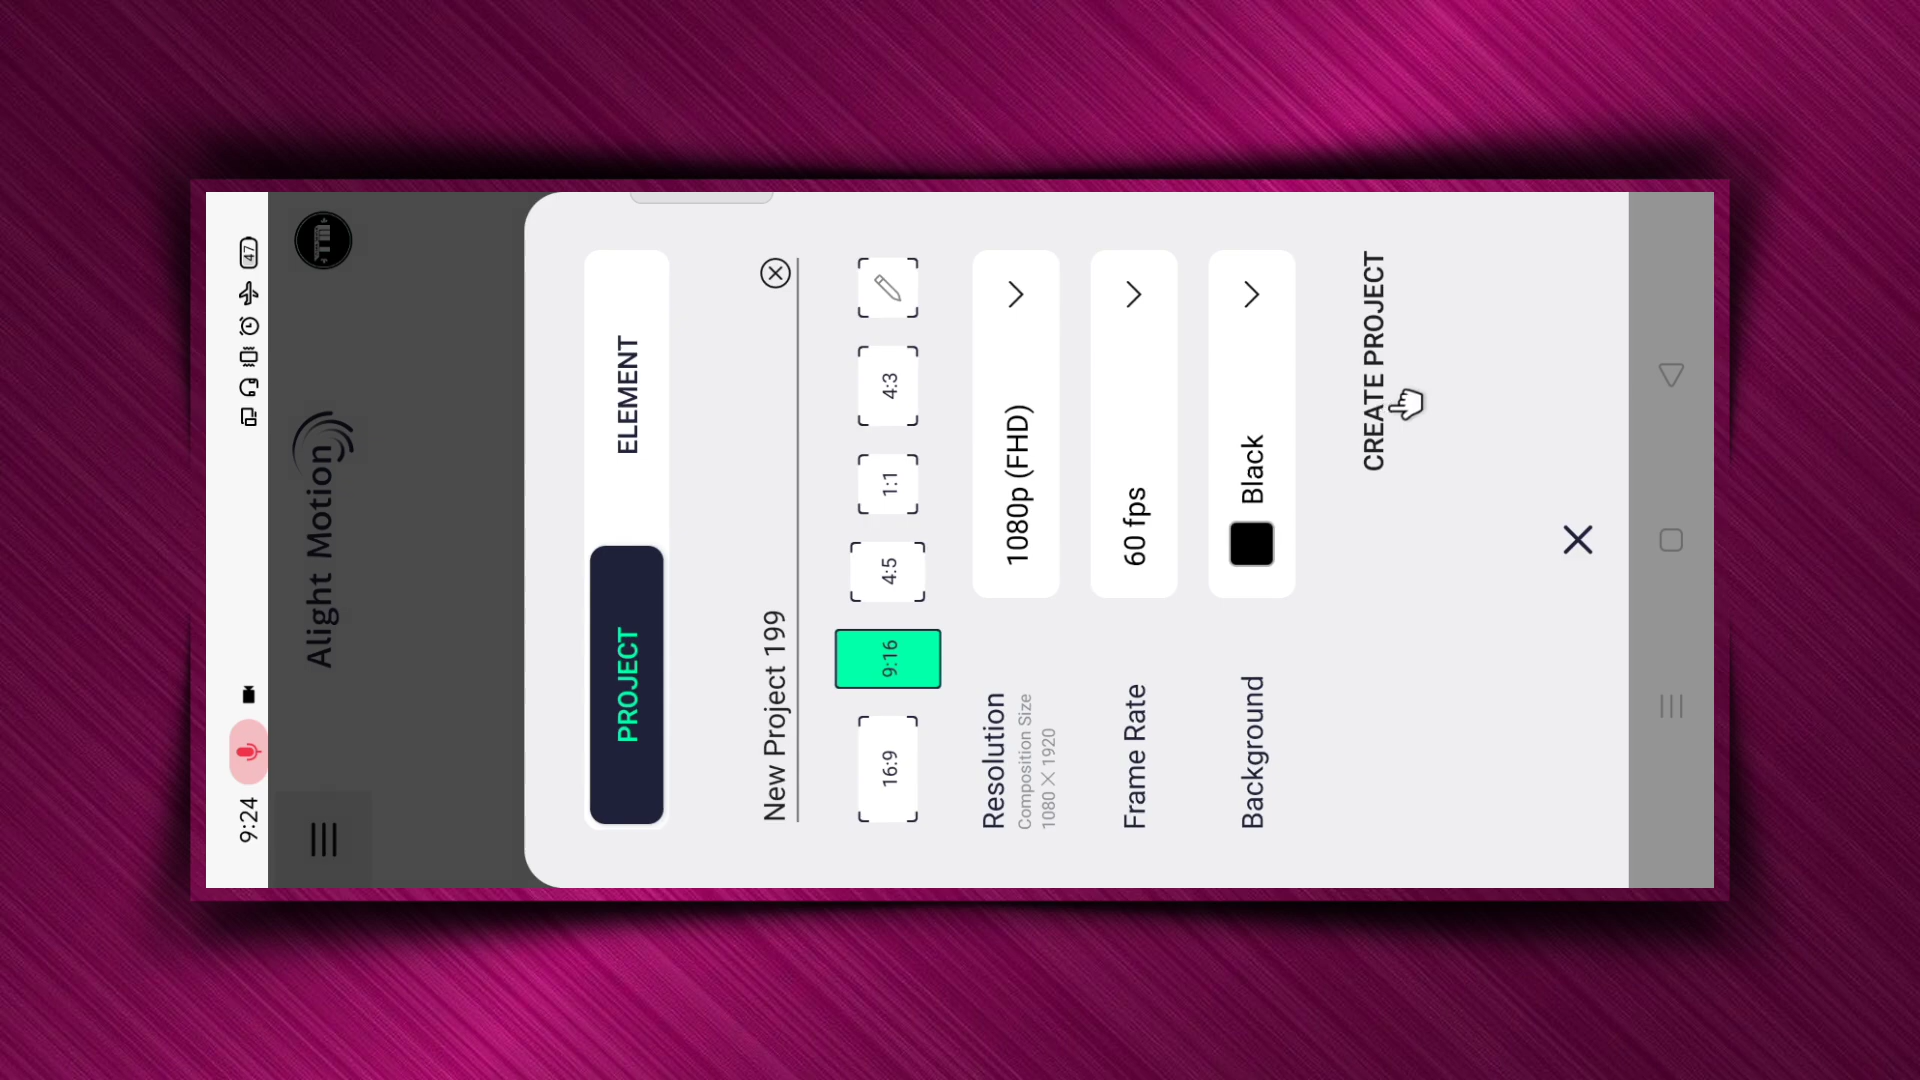 9:24
47
Alight Motion
PROJECT
ELEMENT
New Project 199
16:9
9:16
4:5
1:1
4:3
Resolution
Composition Size
1080 × 1920
1080p (FHD)
Frame Rate
60 fps
Background
Black
CREATE PROJECT